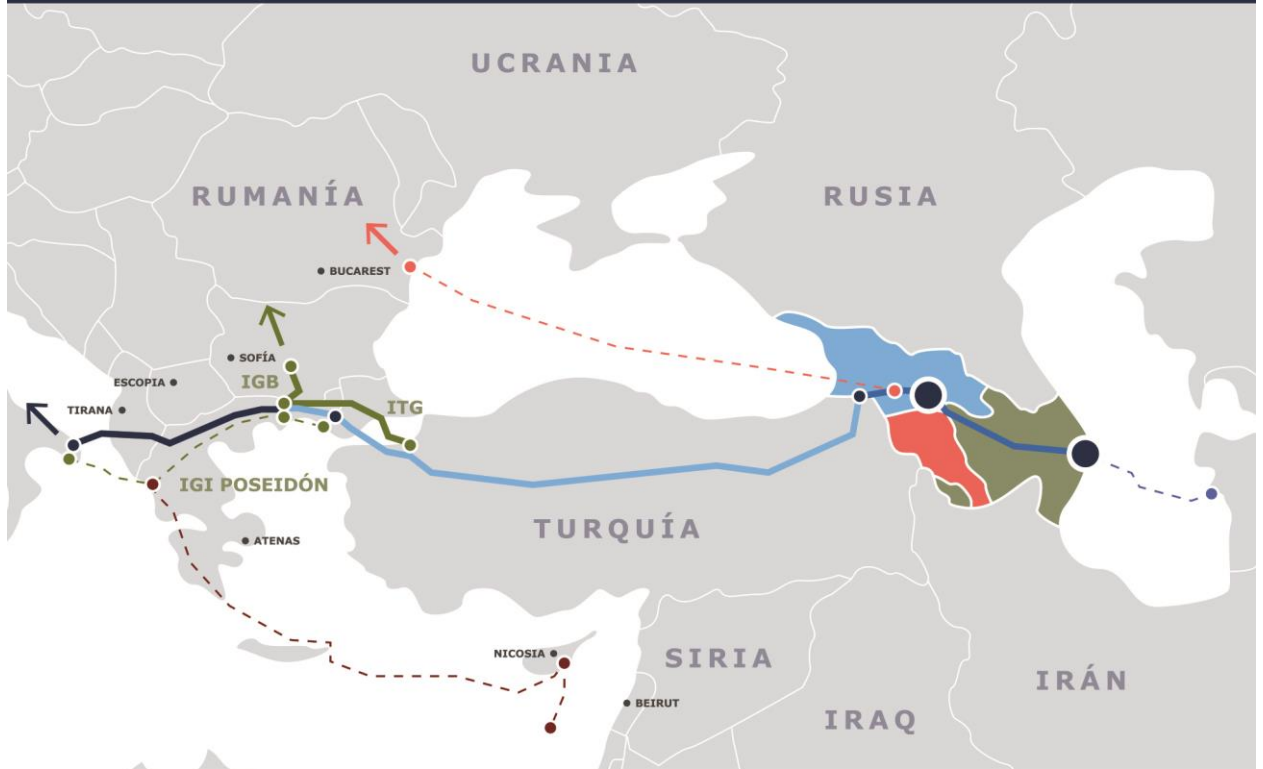 UCRANIA
RUMANÍA
RUSIA
BUCAREST
SOFÍA
ESCOPIA
IGB
TIRANA
ITG
IGI POSEIDÓN
TURQUÍA
ATENAS
NICOSIA
SIRIA
IRÁN
BEIRUT
IRAQ